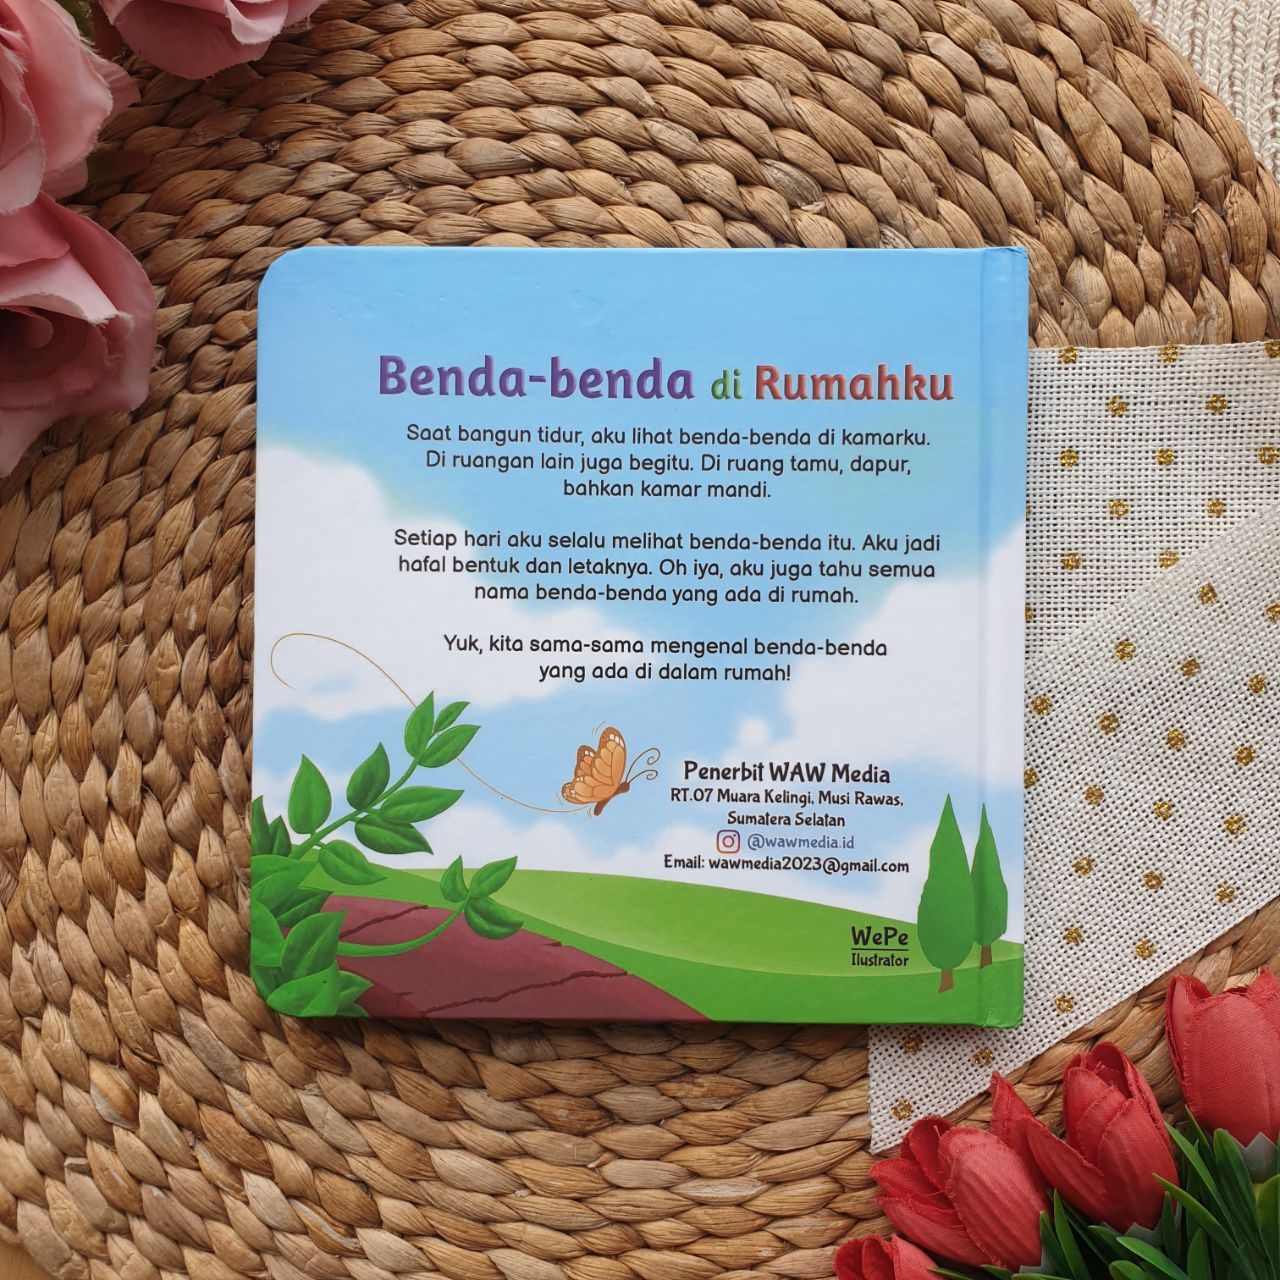 Benda-benda di Rumahku
Saat bangun tidur, aku lihat benda-benda di kamarku.
Di ruangan lain juga begitu. Di ruang tamu, dapur,
bahkan kamar mandi.
Setiap hari aku selalu melihat benda-benda itu. Aku jadi
hafal bentuk dan letaknya. Oh iya, aku juga tahu semua
nama benda-benda yang ada di rumah.
Yuk, kita sama-sama mengenal benda-benda
yang ada di dalam rumah!
Penerbit WAW Media
RT.07 Muara Kelingi, Musi Rawas.
Sumatera Selatan
@wawmedia.id
Email: wawmedia2023@gmail.com
WePe
Ilustrator